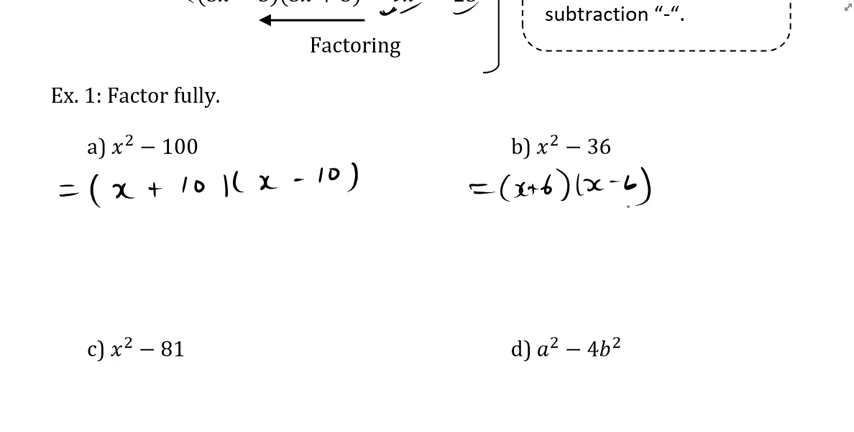 subtraction "-".
Factoring
Ex. 1: Factor fully.
a) x² − 100
b) x² − 36
= (x + 10)(x - 10)
= (x+6)(x-6)
c) x² − 81
d) a² − 4b²